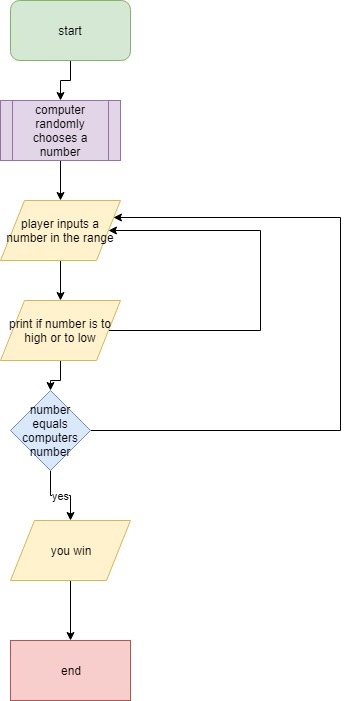 start
computer
randomly
chooses a
number
player inputs a
number in the range
print if number is to
high or to low
number
equals
computers
number
yes
you win
end